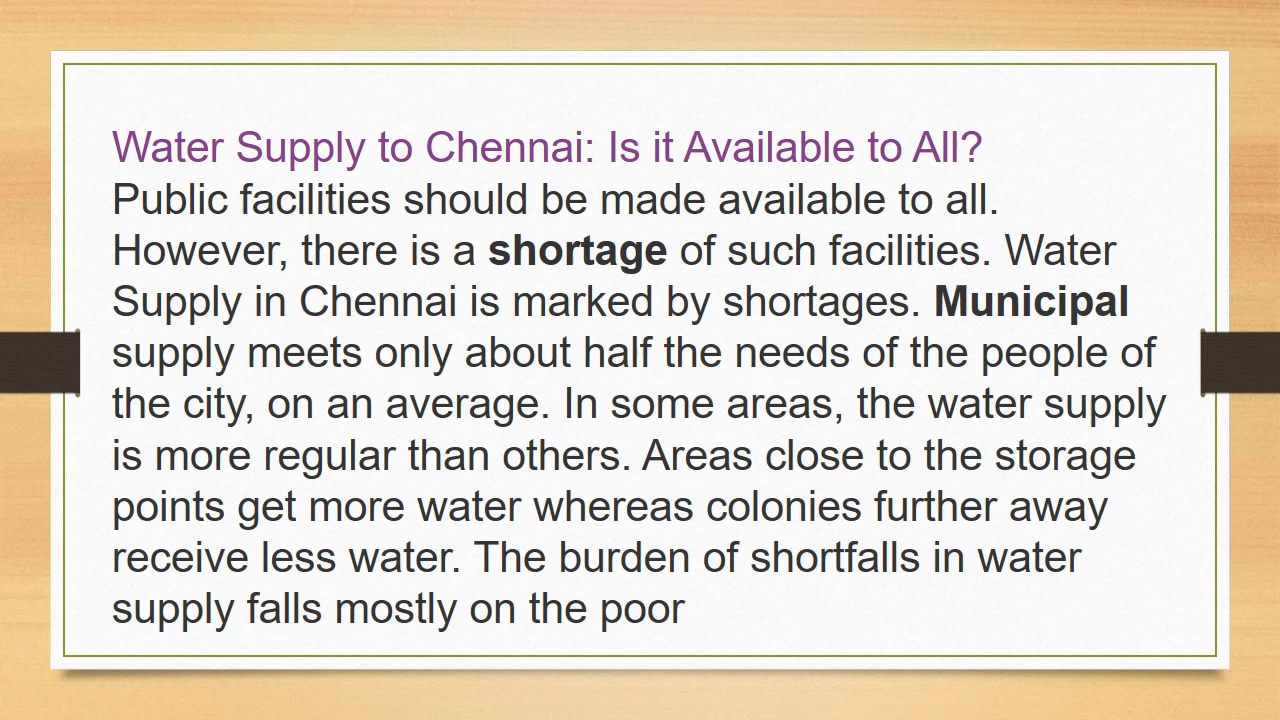 Water Supply to Chennai: Is it Available to All?
Public facilities should be made available to all.
However, there is a shortage of such facilities. Water
Supply in Chennai is marked by shortages. Municipal
supply meets only about half the needs of the people of
the city, on an average. In some areas, the water supply
is more regular than others. Areas close to the storage
points get more water whereas colonies further away
receive less water. The burden of shortfalls in water
supply falls mostly on the poor